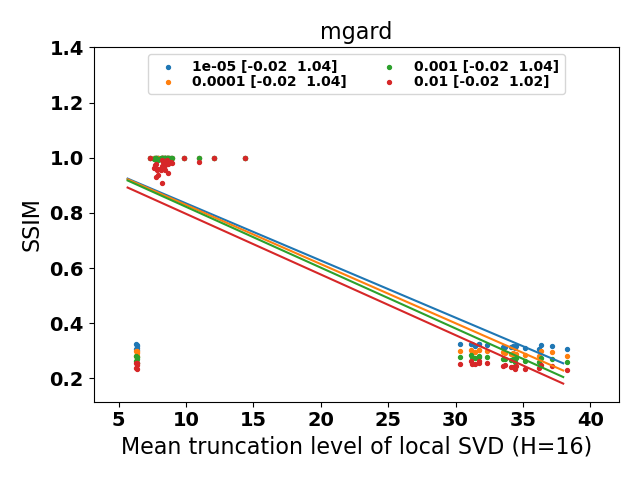 mgard
1e-05 [-0.02  1.04)
0.0001 [-0.02  1.04)
0.001 [-0.02  1.04)
0.01 [-0.02  1.02)
SSIM
1.4
1.2
1.0
0.8
0.6
0.4
0.2
5 10 15 20 25 30 35 40
Mean truncation level of local SVD (H=16)